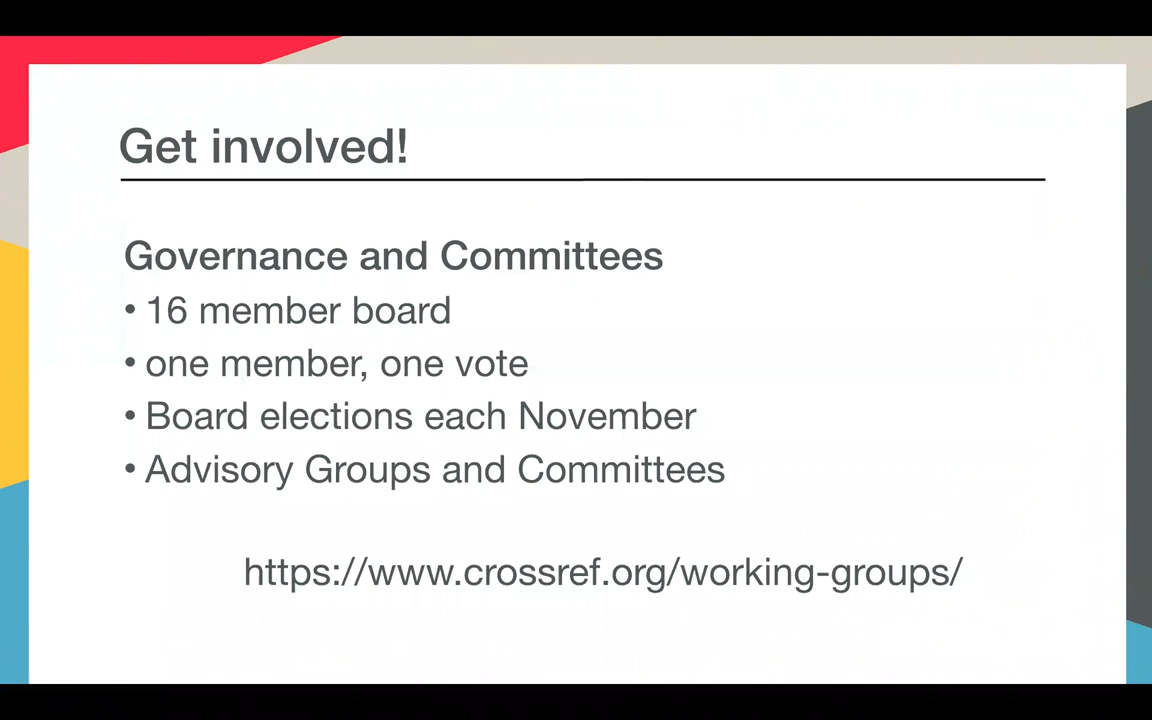 Get involved!
Governance and Committees
• 16 member board
• one member, one vote
• Board elections each November
• Advisory Groups and Committees
https://www.crossref.org/working-groups/